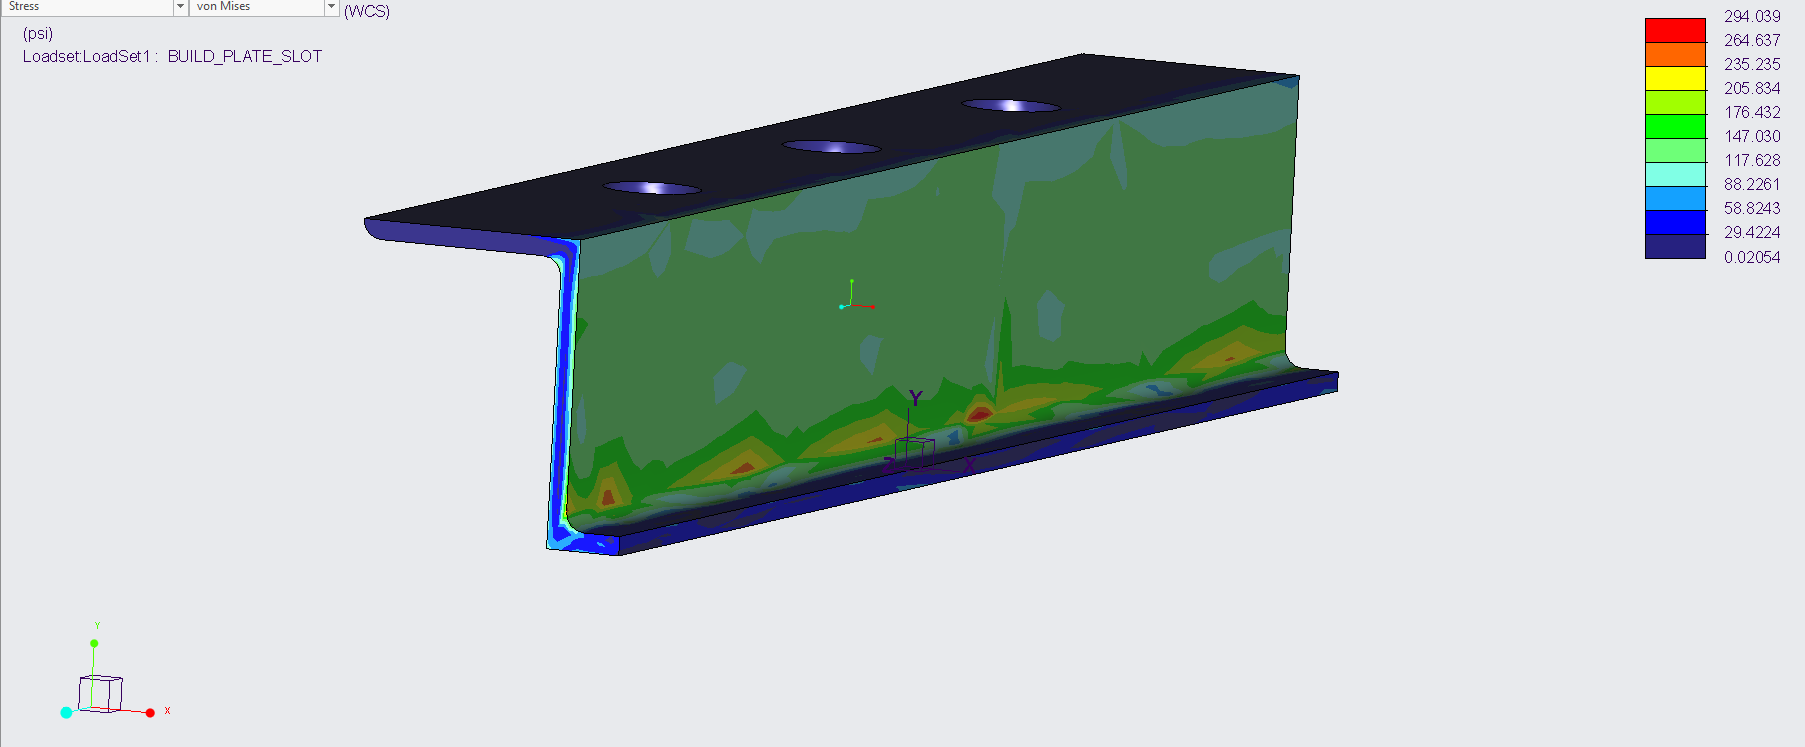 Stress
von Mises
(WCS)
(psi)
Loadset:LoadSet1 : BUILD_PLATE_SLOT
294.039
264.637
235.235
205.834
176.432
147.030
117.628
88.2261
58.8243
29.4224
0.02054
Y
Z
X
Y
X